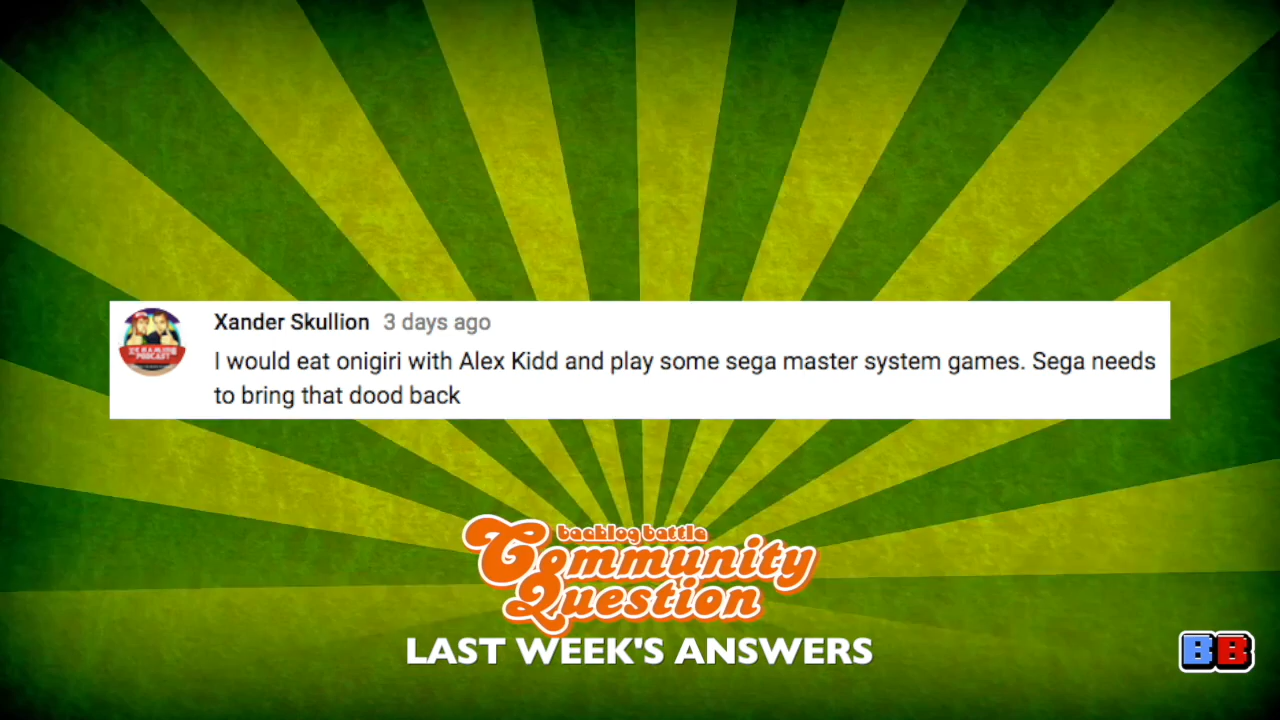 Xander Skullion 3 days ago
I would eat onigiri with Alex Kidd and play some sega master system games. Sega needs
to bring that dood back
backlog battle
Community
Question
LAST WEEK'S ANSWERS
BB